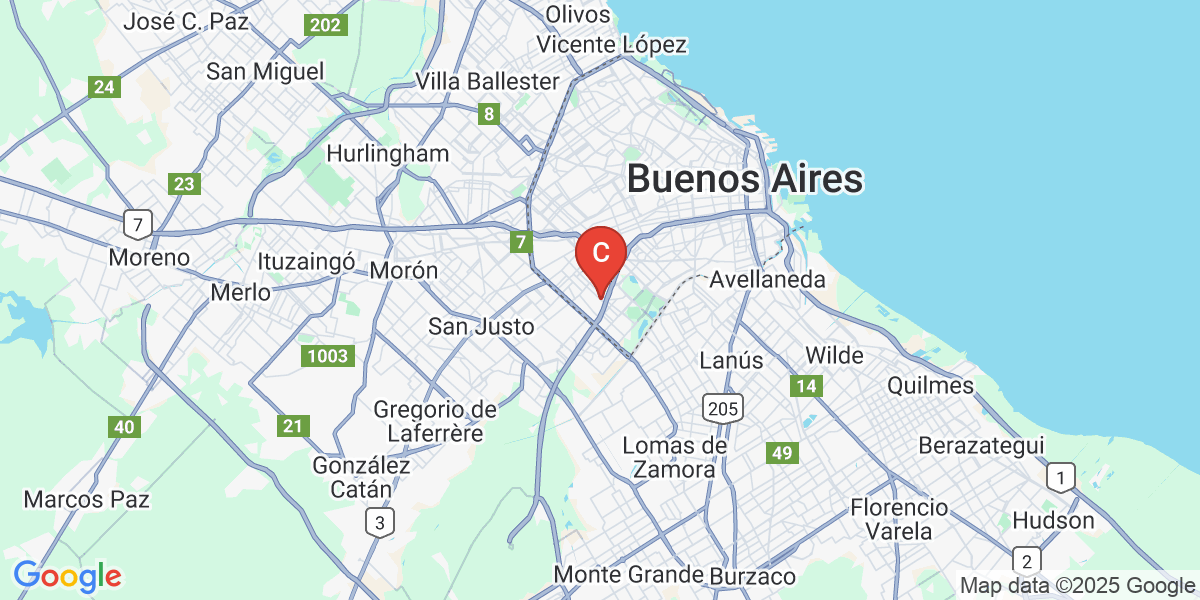 José C. Paz
202
Olivos
Vicente López
San Miguel
Villa Ballester
24
8
Hurlingham
Buenos Aires
23
7
7
C
Moreno
Ituzaingó
Morón
Avellaneda
Merlo
San Justo
1003
Lanús
Wilde
14
Quilmes
205
Gregorio de
Laferrère
40
21
Lomas de
Zamora
49
Berazategui
González
Catán
1
Marcos Paz
3
Florencio
Varela
Hudson
2
Google
Monte Grande
Burzaco
Map data ©2025 Google